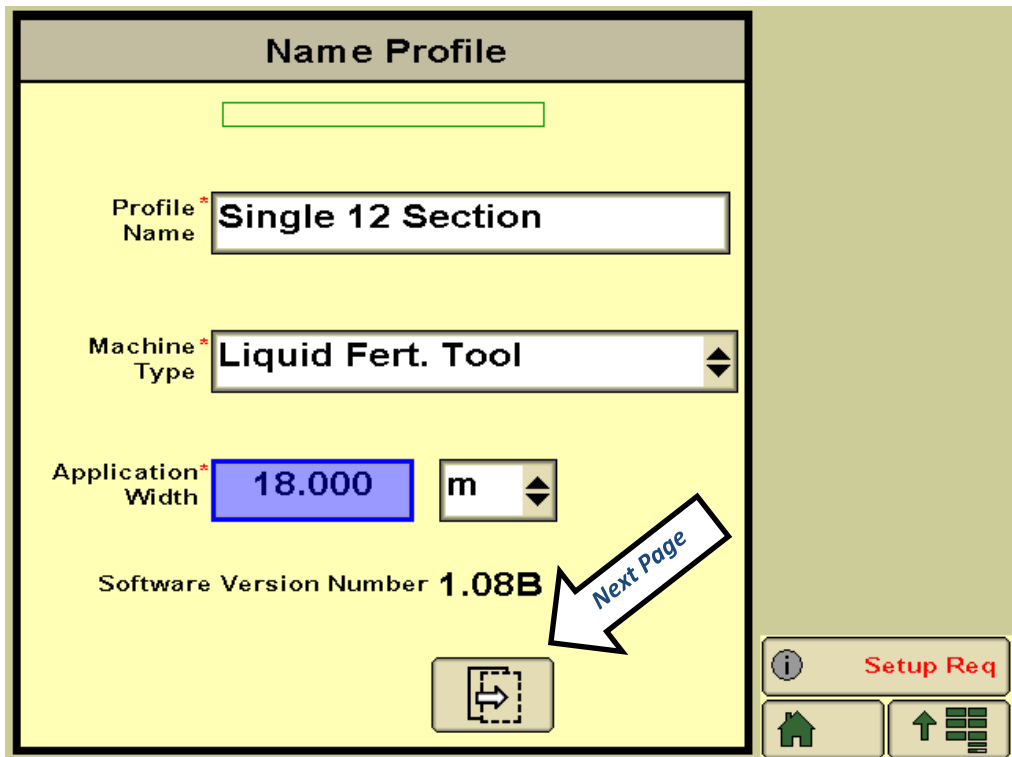 Name Profile
Profile*
Name
Single 12 Section
Machine*
Type
Liquid Fert. Tool
Application*
Width
18.000
m
Next Page
Software Version Number 1.08B
Setup Req